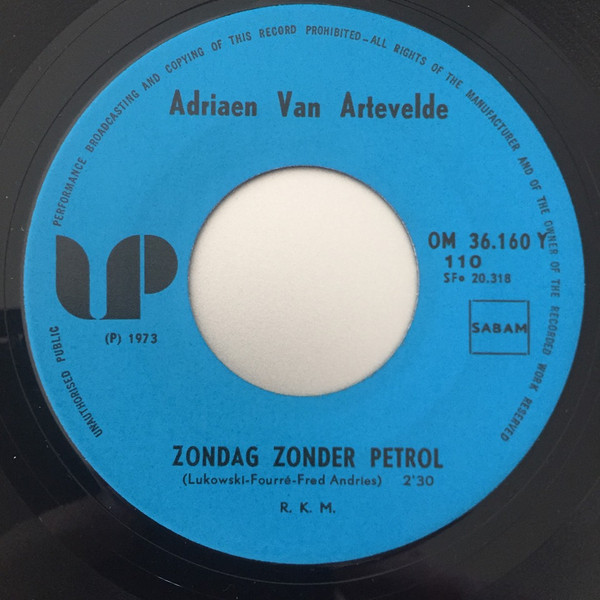 UNAUTHORISED PUBLIC PERFORMANCE BROADCASTING AND COPYING OF THIS RECORD PROHIBITED - ALL RIGHTS OF THE MANUFACTURER AND OF THE OWNER OF THE RECORDED WORK RESERVED
Adriaen Van Artevelde
UP
OM 36.160 Y
110
SFe 20.318
(P) 1973
SABAM
ZONDAG ZONDER PETROL
(Lukowski-Fourré-Fred Andries) 2'30
R. K. M.